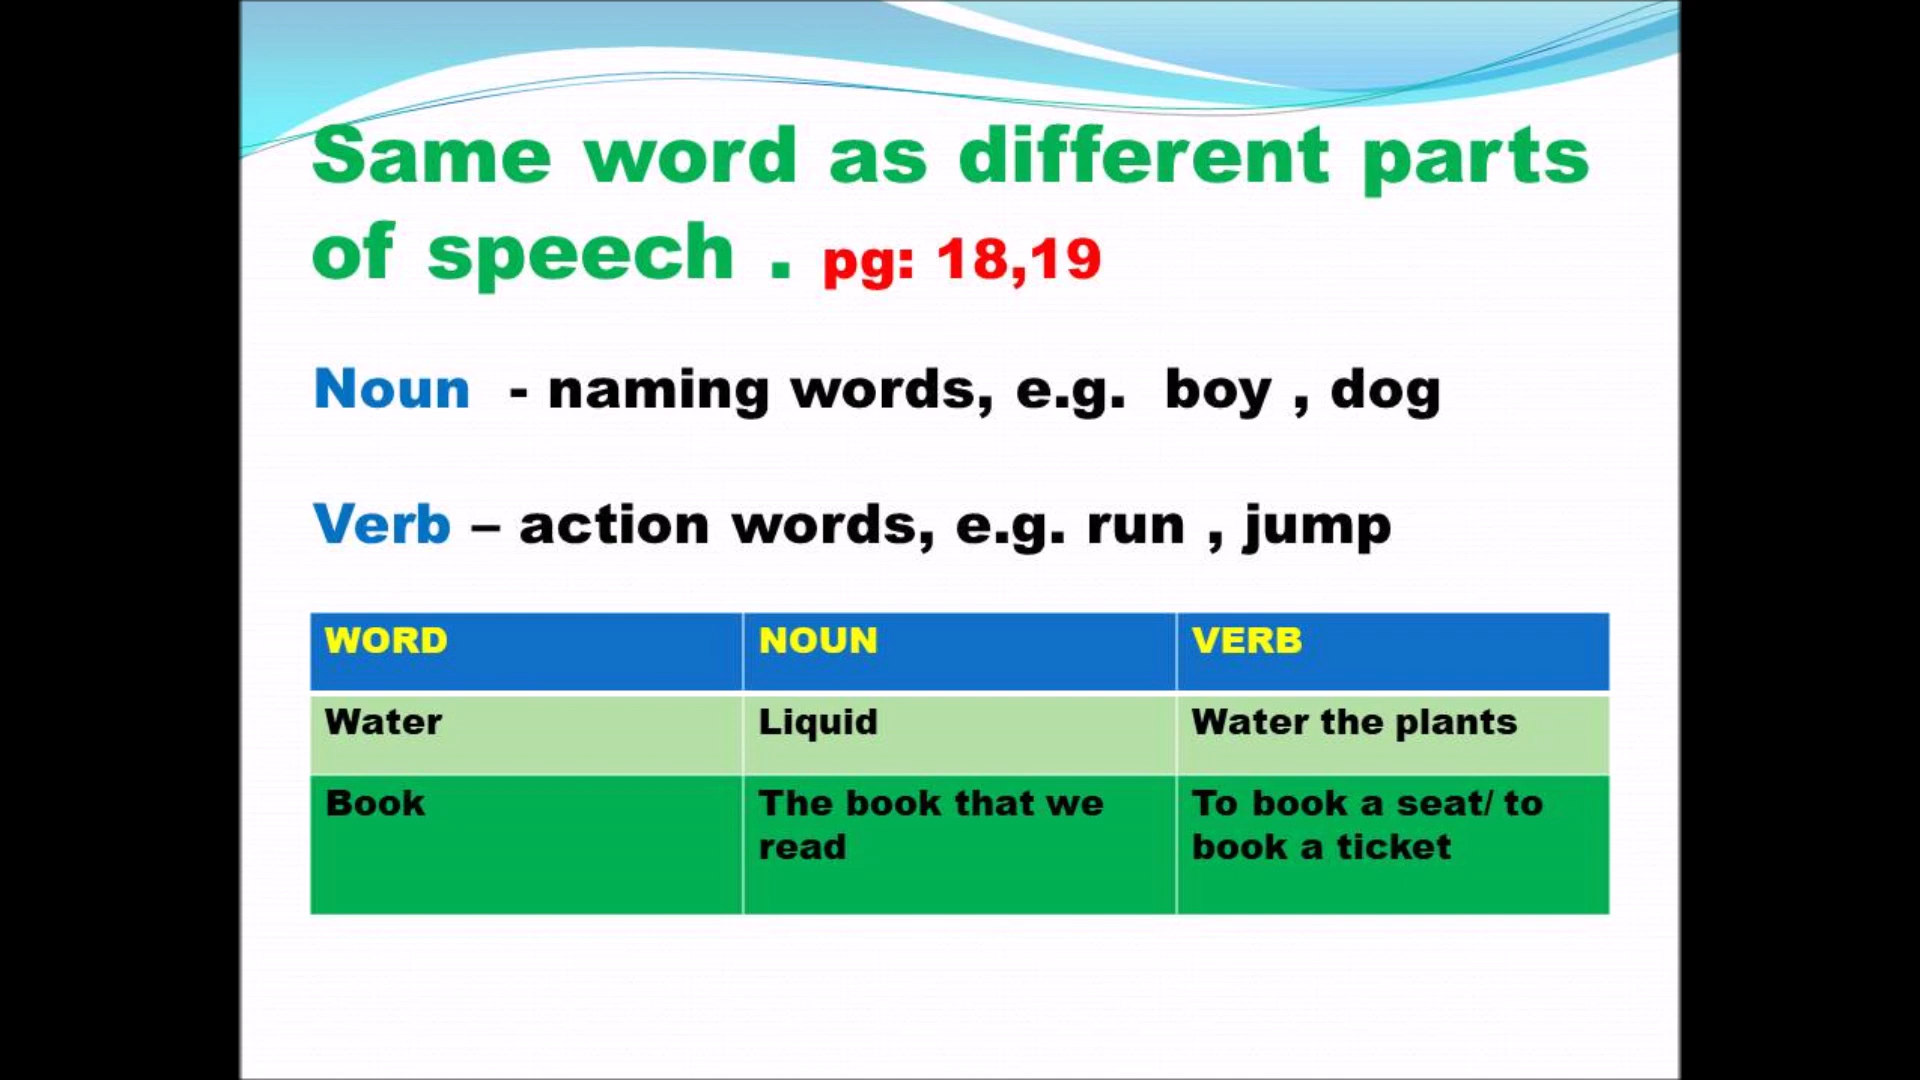 Same word as different parts
of speech . pg: 18,19
Noun - naming words, e.g. boy , dog
Verb – action words, e.g. run , jump
WORD NOUN VERB
Water Liquid Water the plants
Book The book that we To book a seat/ to
read book a ticket